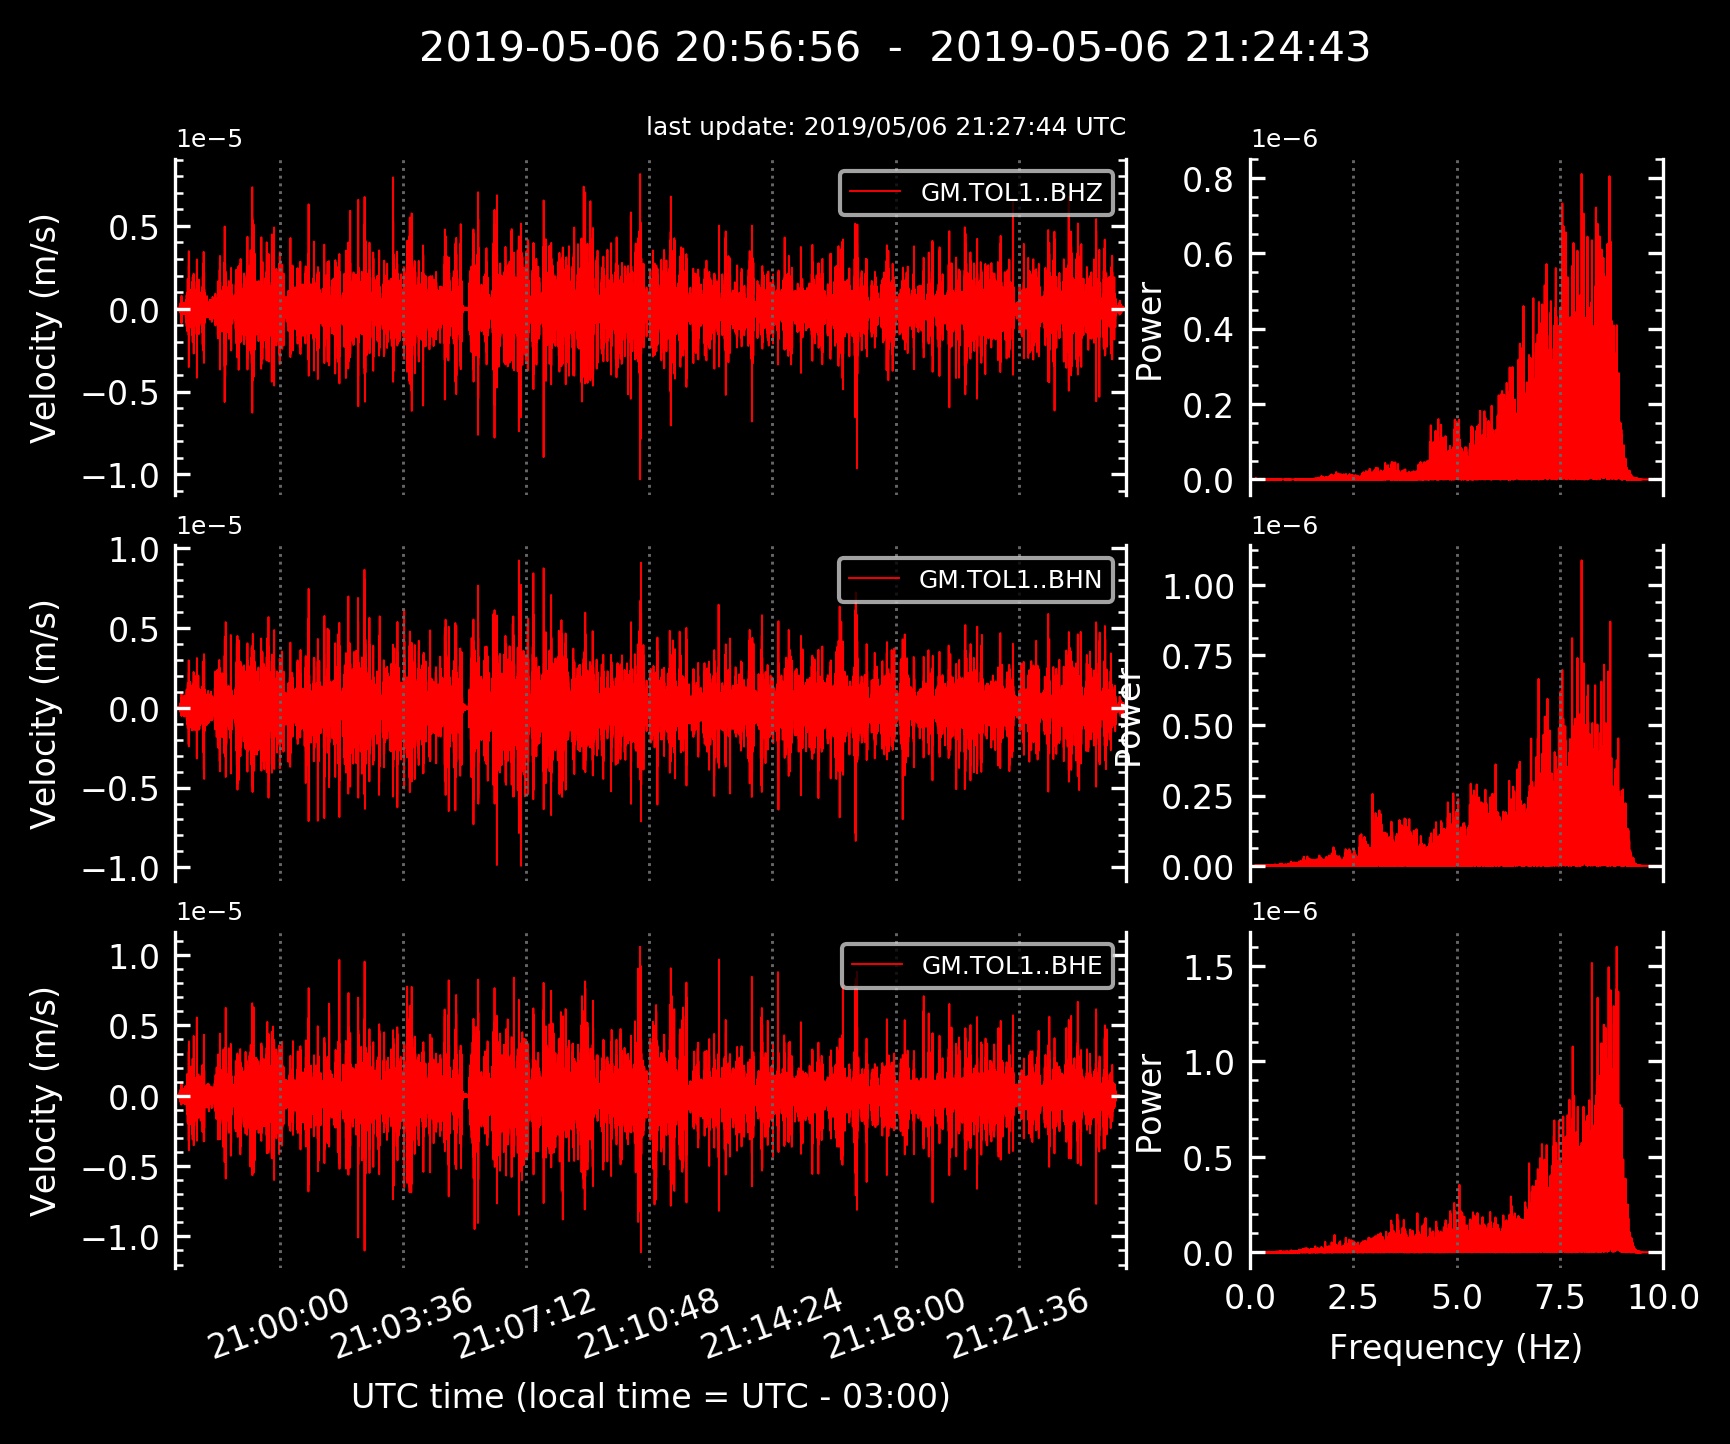 2019-05-06 20:56:56 - 2019-05-06 21:24:43
last update: 2019/05/06 21:27:44 UTC
1e−5
Velocity (m/s)
0.5
0.0
−0.5
−1.0
GM.TOL1..BHZ
1e−6
Power
0.8
0.6
0.4
0.2
0.0
1e−5
Velocity (m/s)
1.0
0.5
0.0
−0.5
−1.0
GM.TOL1..BHN
1e−6
Power
1.00
0.75
0.50
0.25
0.00
1e−5
Velocity (m/s)
1.0
0.5
0.0
−0.5
−1.0
GM.TOL1..BHE
1e−6
Power
1.5
1.0
0.5
0.0
21:00:00 21:03:36 21:07:12 21:10:48 21:14:24 21:18:00 21:21:36
UTC time (local time = UTC - 03:00)
0.0 2.5 5.0 7.5 10.0
Frequency (Hz)